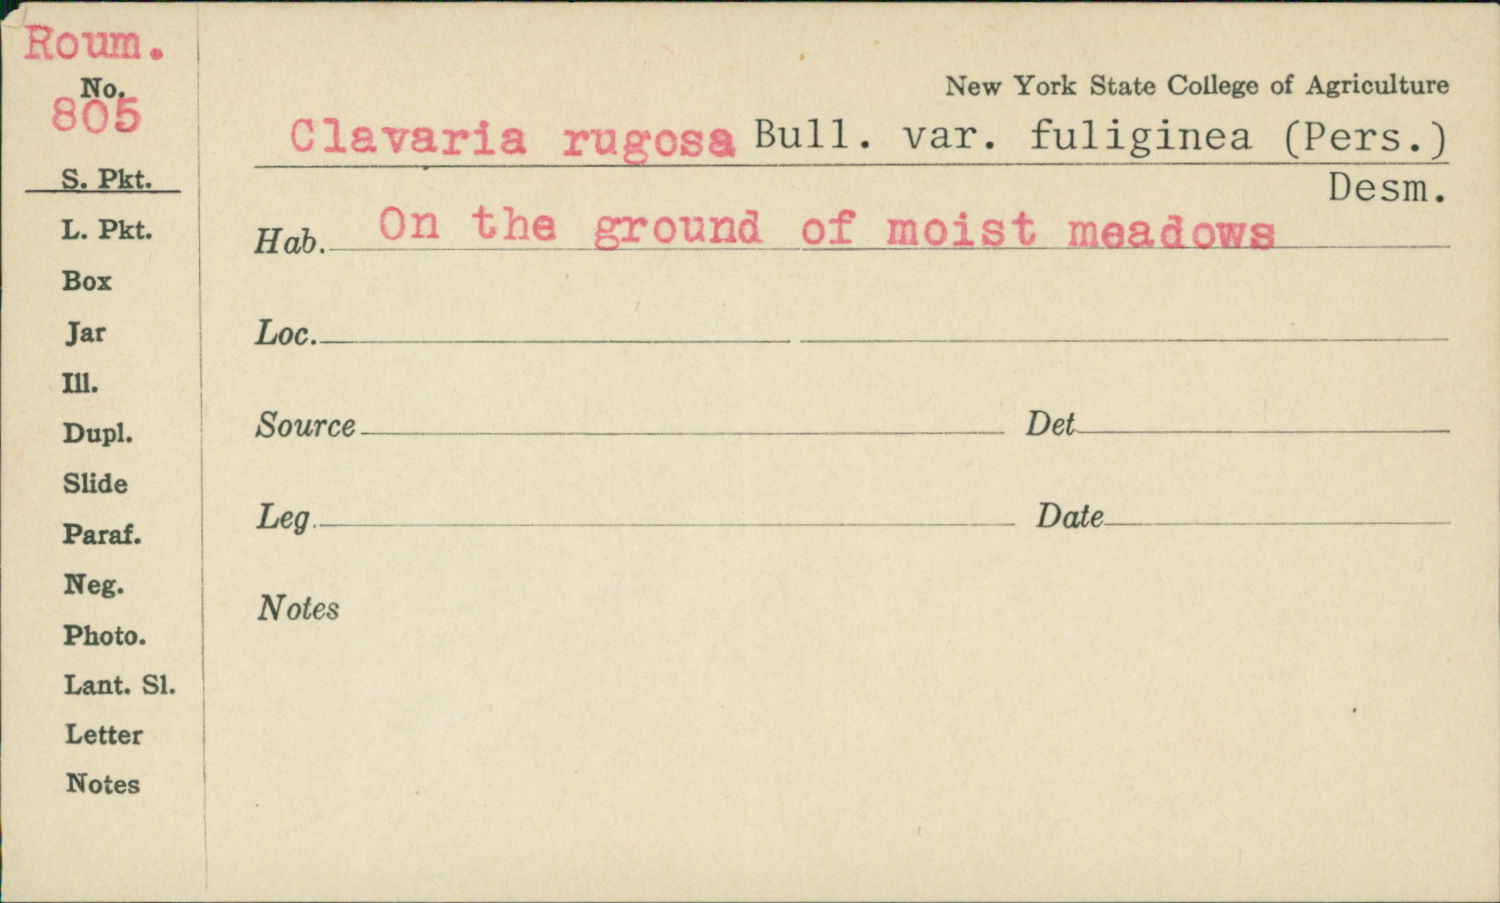 Roum.
No.
805
S. Pkt.
L. Pkt.
Box
Jar
Ill.
Dupl.
Slide
Paraf.
Neg.
Photo.
Lant. Sl.
Letter
Notes
New York State College of Agriculture
Clavaria rugosa Bull. var. fuliginea (Pers.)
Desm.
Hab. On the ground of moist meadows
Loc.
Source Det
Leg. Date
Notes